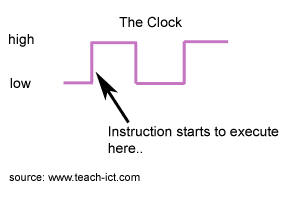 The Clock
high
low
Instruction starts to execute
here..
source: www.teach-ict.com